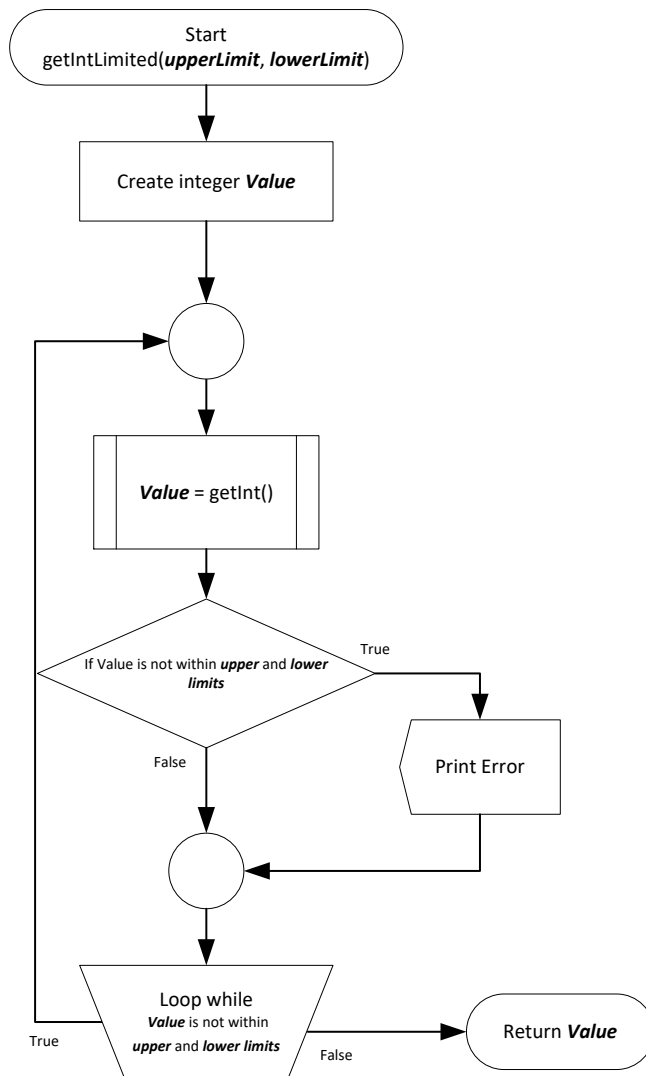 Start
getIntLimited(upperLimit, lowerLimit)
Create integer Value
Value = getInt()
If Value is not within upper and lower
limits
True
False
Print Error
Loop while
Value is not within
upper and lower limits
True
False
Return Value